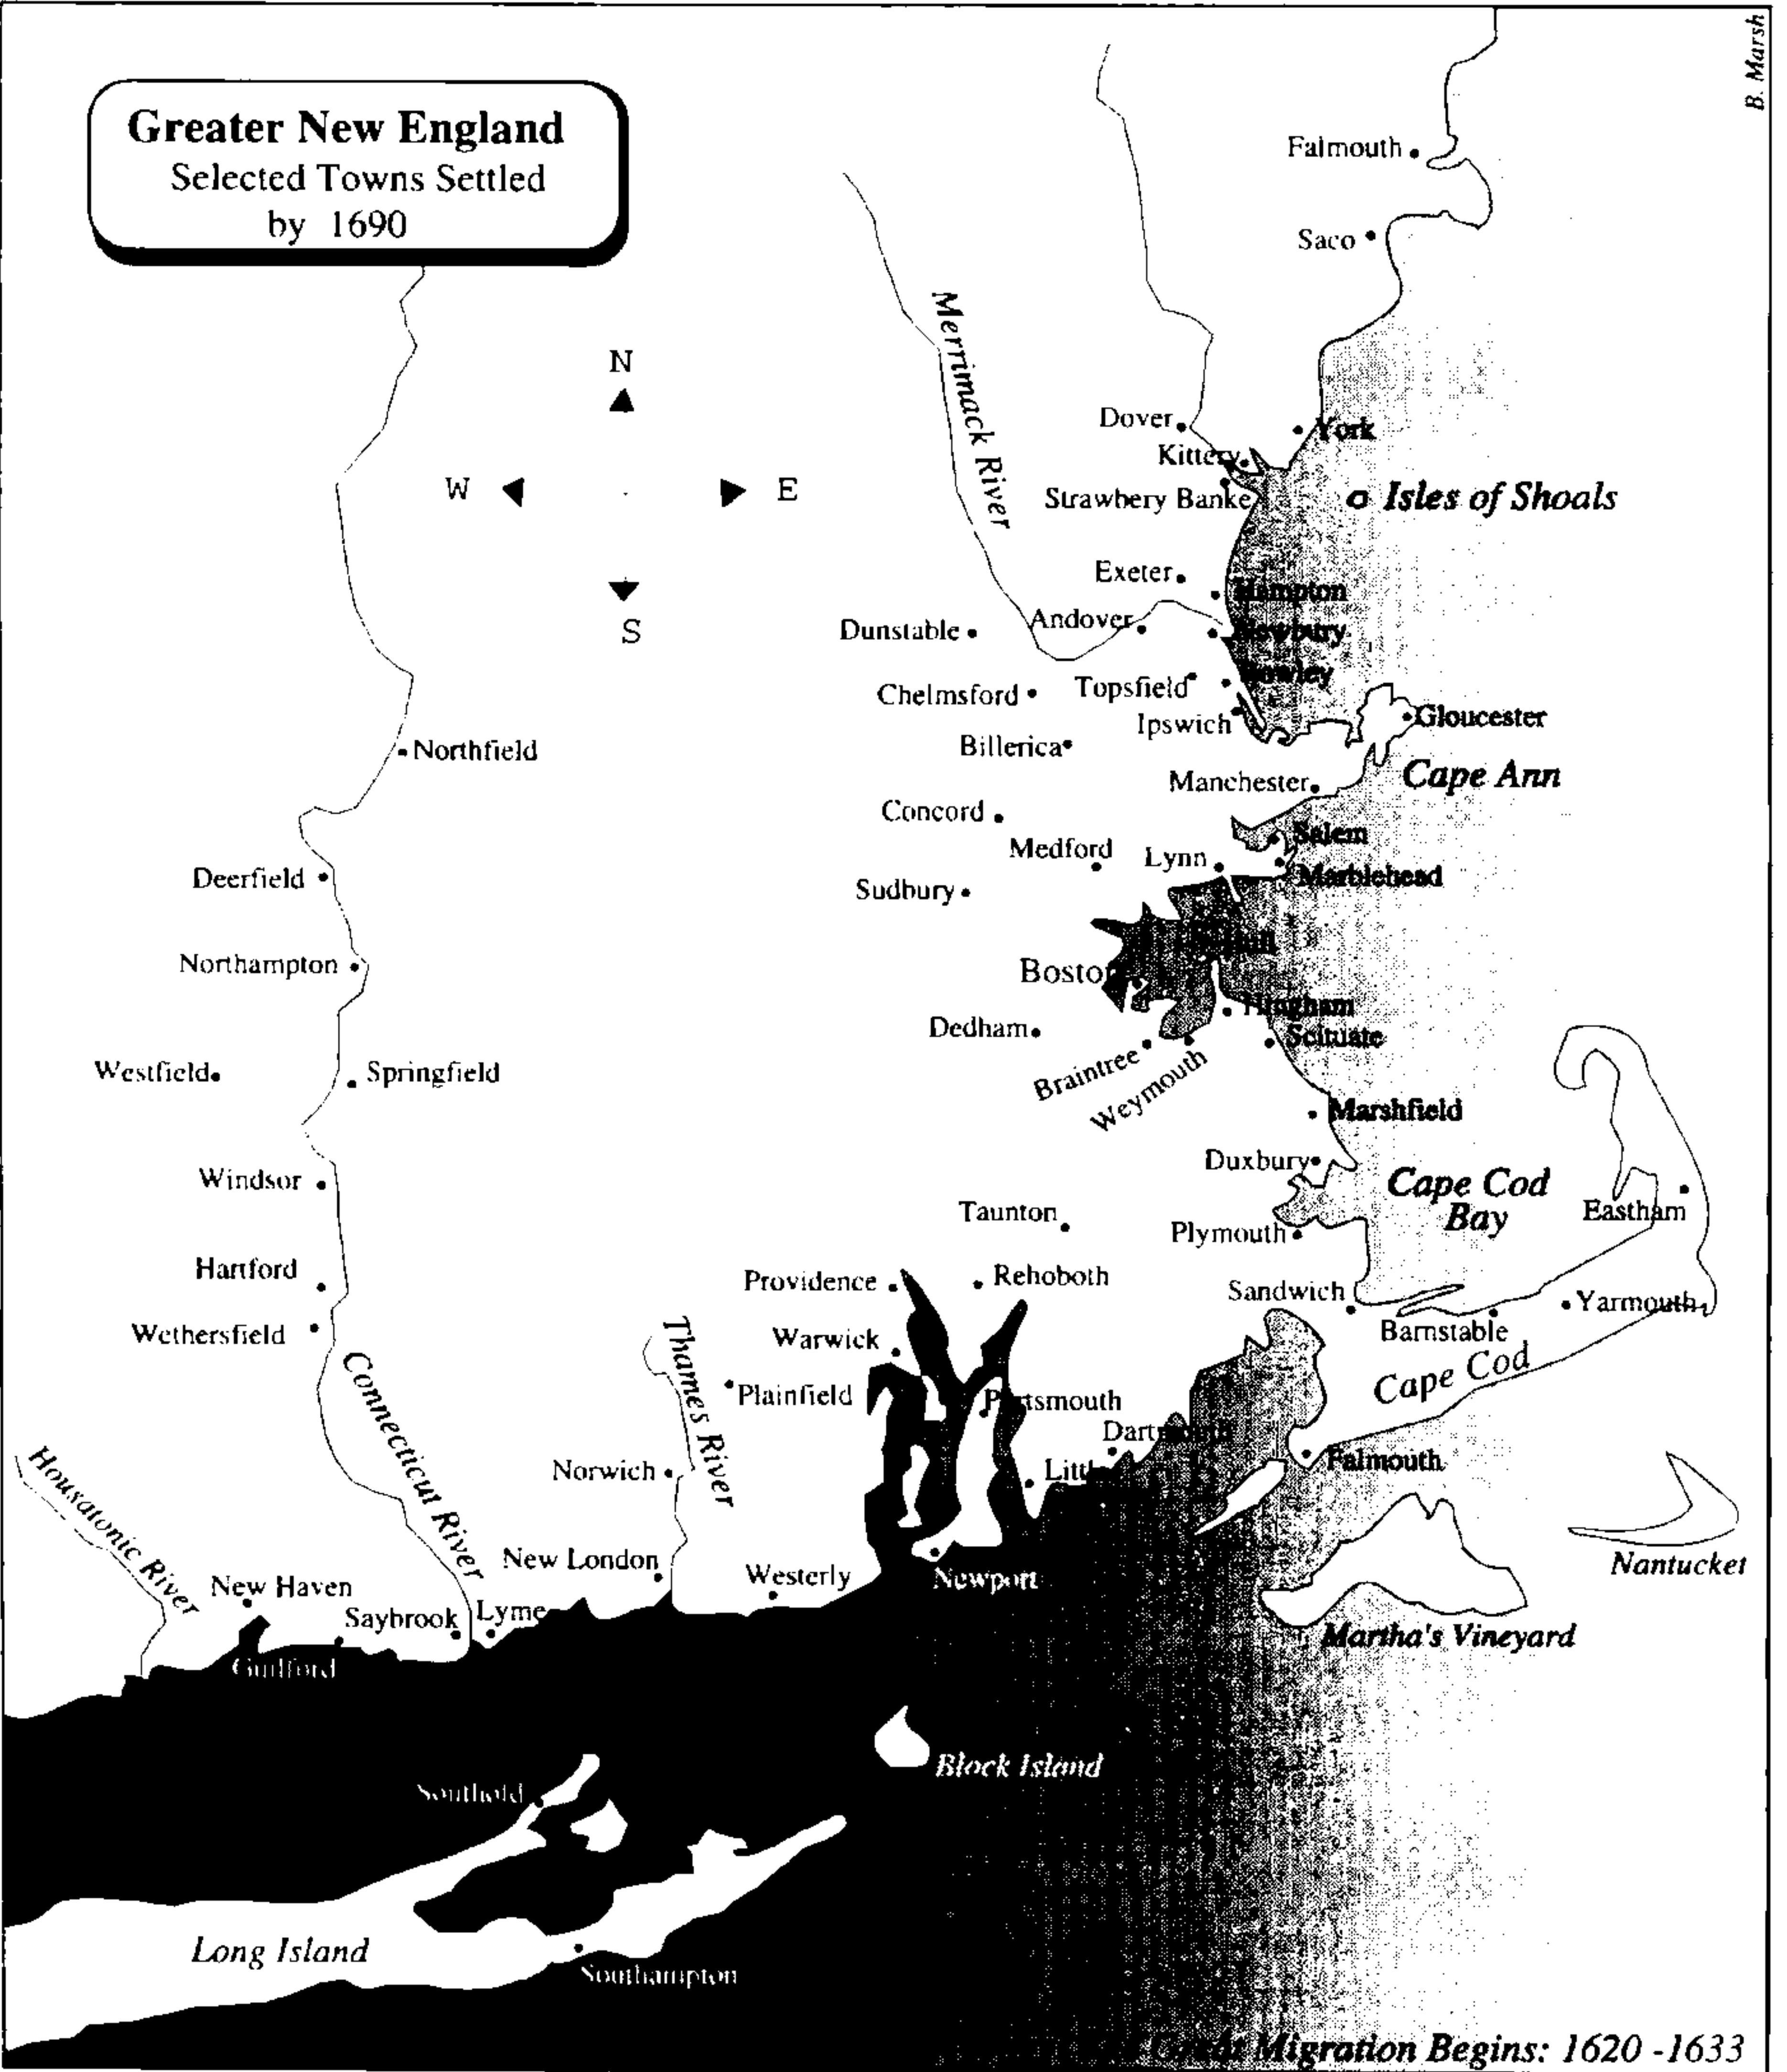 B. Marsh
Greater New England
Selected Towns Settled
by 1690
Falmouth
Saco
Merrimack River
N
W
E
S
Dover
York
Kittery
Strawbery Banke
Isles of Shoals
Exeter
Hampton
Dunstable
Andover
Newbury
Chelmsford
Topsfield
Rowley
Ipswich
Gloucester
Northfield
Billerica
Manchester
Cape Ann
Concord
Salem
Medford
Lynn
Marblehead
Deerfield
Sudbury
Hull
Northampton
Boston
Hingham
Dedham
Scituate
Braintree
Weymouth
Westfield
Springfield
Marshfield
Duxbury
Windsor
Cape Cod
Bay
Eastham
Taunton
Plymouth
Hartford
Providence
Rehoboth
Sandwich
Yarmouth
Wethersfield
Warwick
Barnstable
Connecticut River
Thames River
Plainfield
Portsmouth
Cape Cod
Dartmouth
Housatonic River
Norwich
Falmouth
New London
Westerly
Newport
Nantucket
New Haven
Saybrook
Lyme
Martha's Vineyard
Guilford
Block Island
Southold
Long Island
Southampton
Great Migration Begins: 1620 -1633